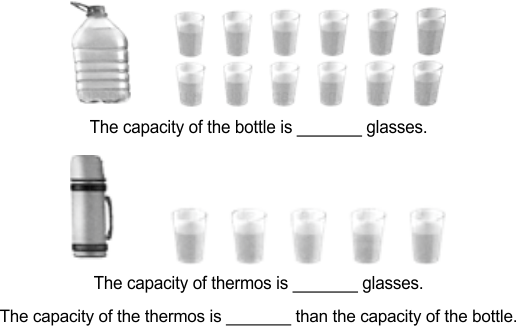 The capacity of the bottle is _______ glasses.
The capacity of thermos is _______ glasses.
The capacity of the thermos is _______ than the capacity of the bottle.